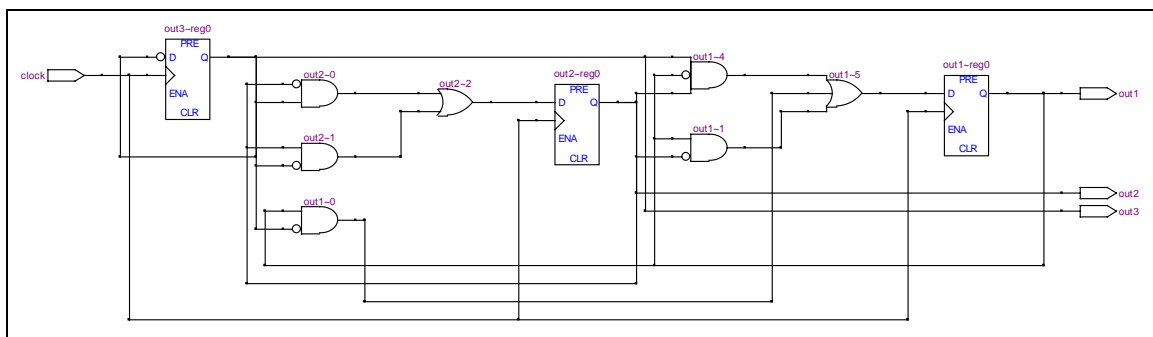 out3~reg0
PRE
D
Q
ENA
CLR
clock
out2~0
out2~1
out1~0
out2~2
out2~reg0
PRE
D
Q
ENA
CLR
out1~4
out1~1
out1~5
out1~reg0
PRE
D
Q
ENA
CLR
out1
out2
out3